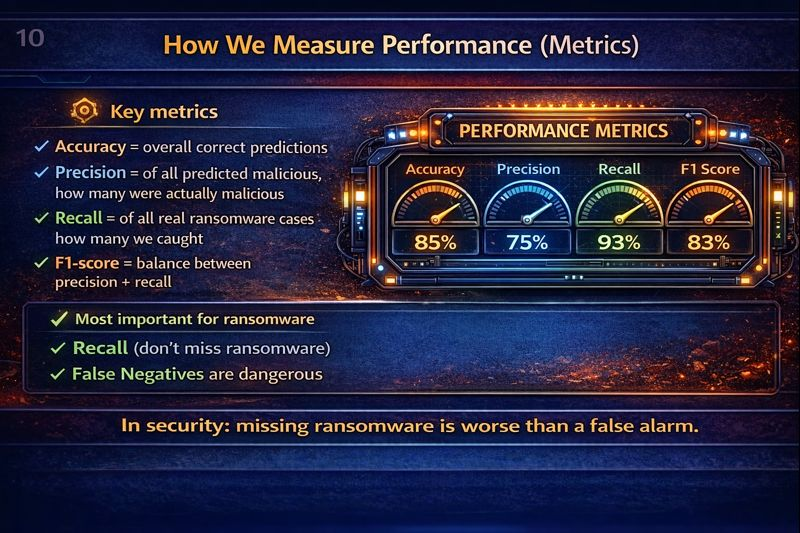 10
How We Measure Performance (Metrics)
Key metrics
✓ Accuracy = overall correct predictions
✓ Precision = of all predicted malicious,
how many were actually malicious
✓ Recall = of all real ransomware cases
how many we caught
✓ F1-score = balance between
precision + recall
PERFORMANCE METRICS
Accuracy Precision Recall F1 Score
85% 75% 93% 83%
✓ Most important for ransomware
✓ Recall (don't miss ransomware)
✓ False Negatives are dangerous
In security: missing ransomware is worse than a false alarm.